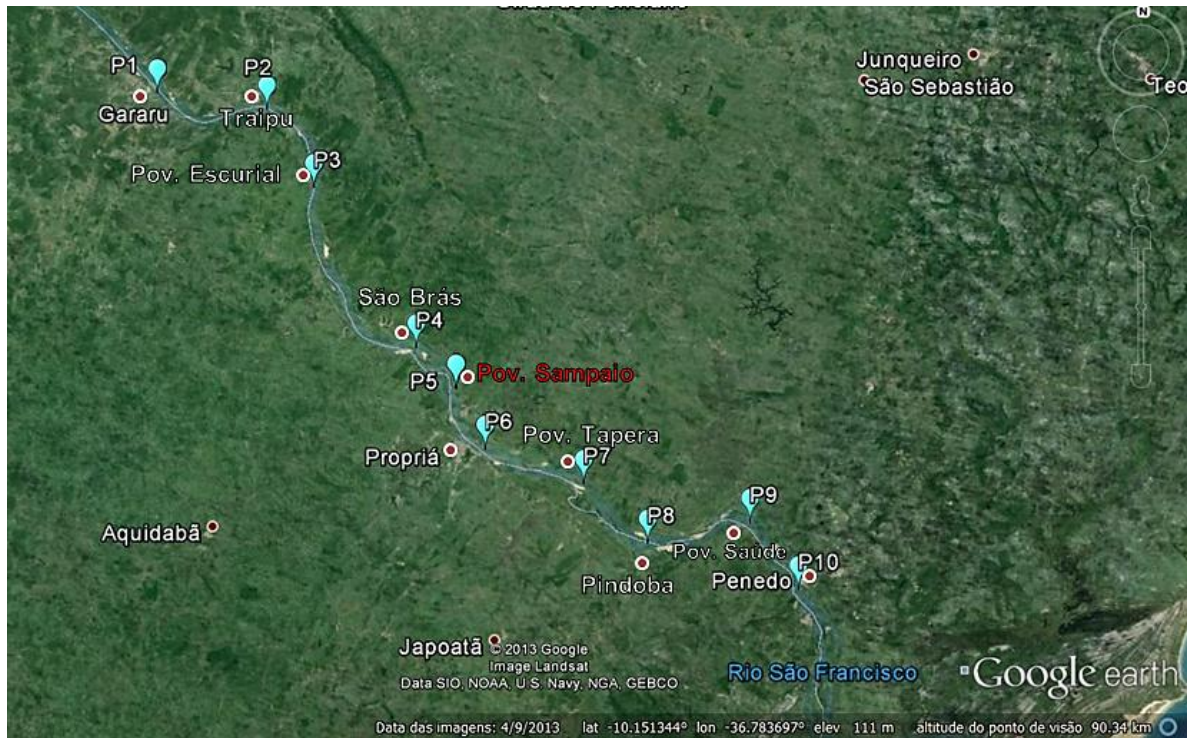 N
Junqueiro
São Sebastião
Teo
P1
P2
Gararu
Traipu
P3
Pov. Escurial
São Brás
P4
P5
Pov. Sampaio
P6
Pov. Tapera
Propriá
P7
P8
P9
Aquidabã
Pov. Saúde
P10
Pindoba
Penedo
Japoatã
© 2013 Google
Image Landsat
Data SIO, NOAA, U.S. Navy, NGA, GEBCO
Rio São Francisco
Google earth
Data das imagens: 4/9/2013 lat -10.151344° lon -36.783697° elev 111 m altitude do ponto de visão 90.34 km